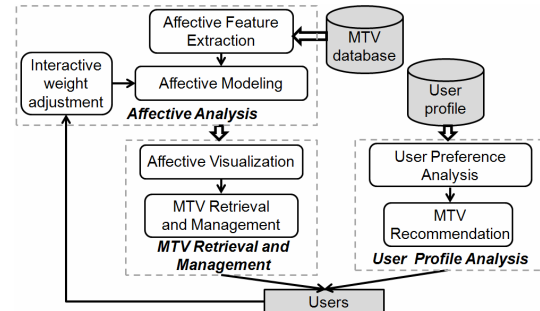 Affective Feature
Extraction
MTV
database
Interactive
weight
adjustment
Affective Modeling
Affective Analysis
User
profile
Affective Visualization
MTV Retrieval
and Management
MTV Retrieval and
Management
User Preference
Analysis
MTV
Recommendation
User Profile Analysis
Users